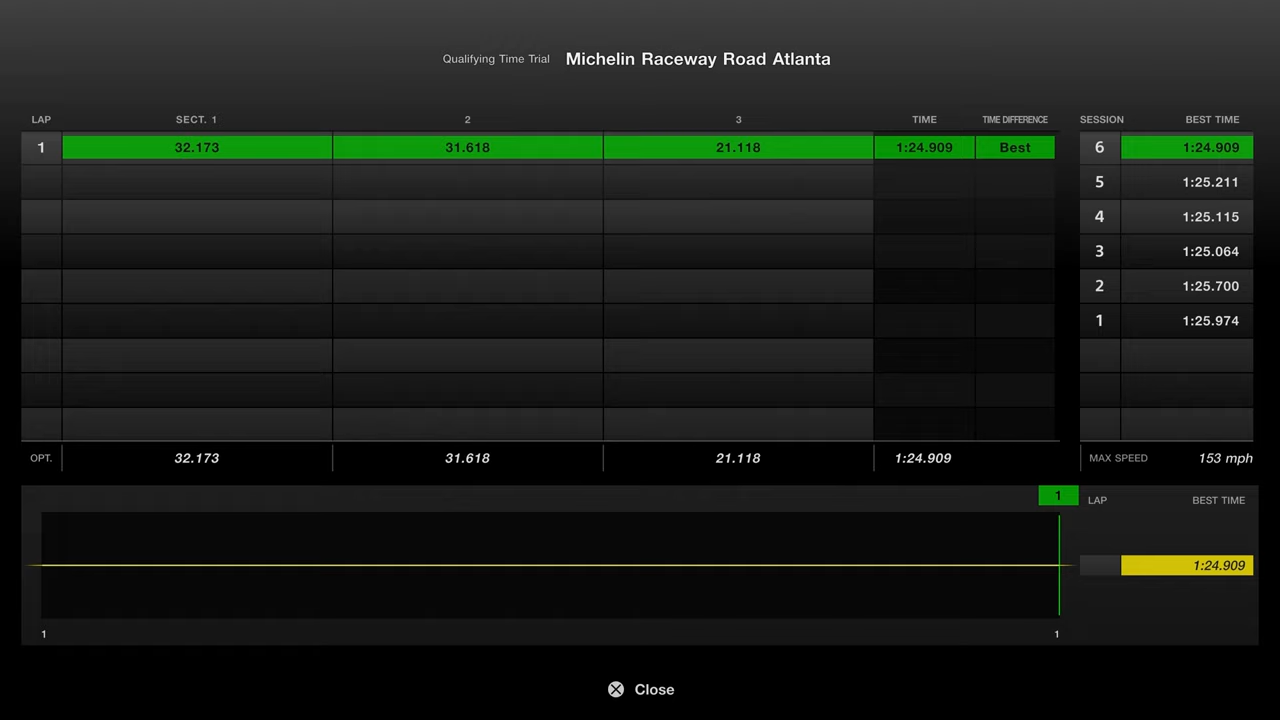 Qualifying Time Trial Michelin Raceway Road Atlanta
LAP SECT. 1 2 3 TIME TIME DIFFERENCE SESSION BEST TIME
1 32.173 31.618 21.118 1:24.909 Best 6 1:24.909
5 1:25.211
4 1:25.115
3 1:25.064
2 1:25.700
1 1:25.974
OPT. 32.173 31.618 21.118 1:24.909 MAX SPEED 153 mph
1 LAP BEST TIME
1:24.909
1 1
Close